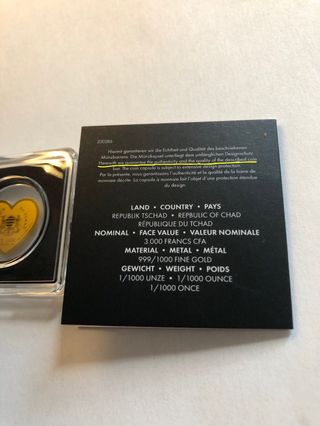 Hiermit garantieren wir die Echtheit und Qualität des beschriebenen
Münzbarrens. Die Münzkapsel unterliegt dem umfänglichen Designschutz
Herewith we guarantee the authenticity and the quality of the described coin
bar. The coin capsule is subject to extensive design protection.
Par la présente, nous garantissons l'authenticité et la qualité de la barre de
monnaie décrite. La capsule à monnaie fait l'objet d'une protection étendue
du design
LAND • COUNTRY • PAYS
REPUBLIK TSCHAD • REPBULIC OF CHAD
RÉPUBLIQUE DU TCHAD
NOMINAL • FACE VALUE • VALEUR NOMINALE
3.000 FRANCS CFA
MATERIAL • METAL • MÉTAL
999/1000 FINE GOLD
GEWICHT • WEIGHT • POIDS
1/1000 UNZE • 1/1000 OUNCE
1/1000 ONCE